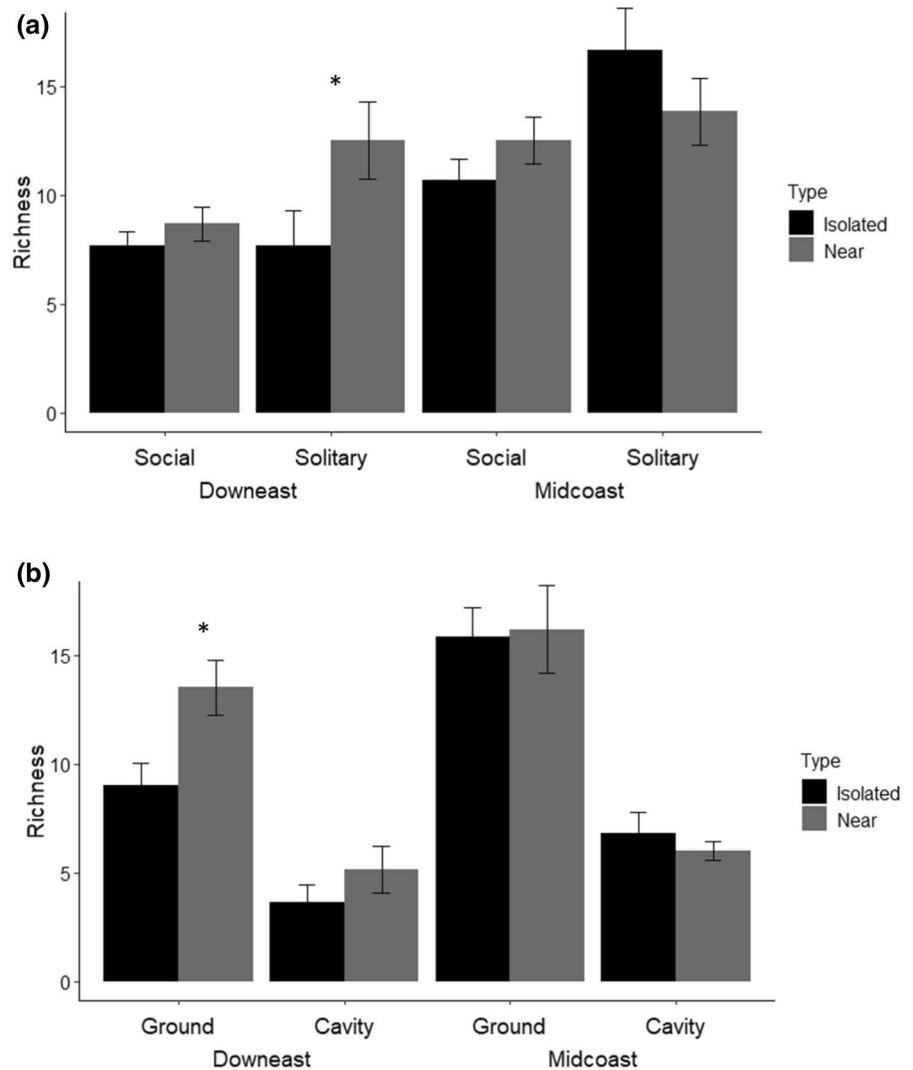 (a)
Richness
15
10
5
0
*
Social Solitary Social Solitary
Downeast Midcoast
Type
Isolated
Near
(b)
Richness
15
10
5
0
*
Ground Cavity Ground Cavity
Downeast Midcoast
Type
Isolated
Near